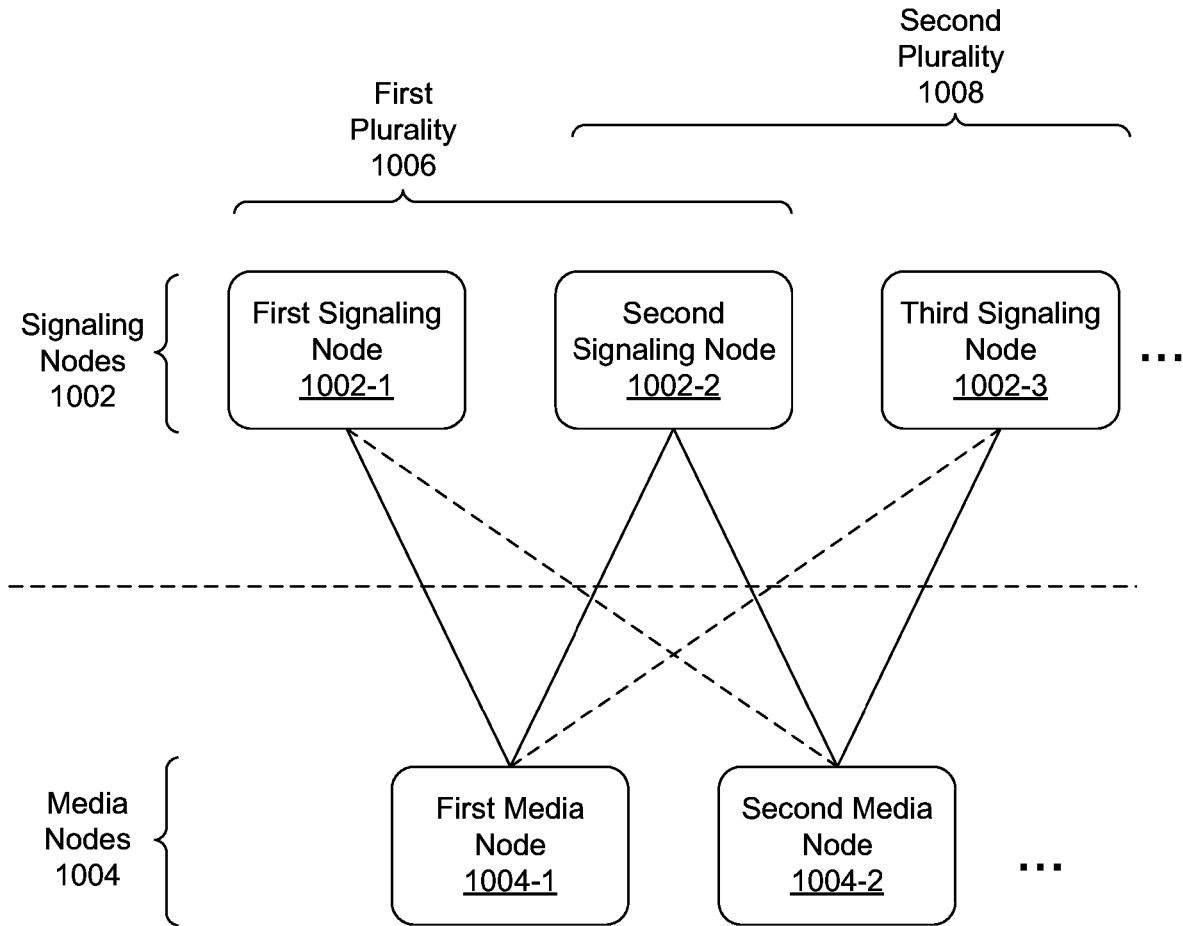 Second
Plurality
1008
First
Plurality
1006
Signaling
Nodes
1002
First Signaling
Node
1002-1
Second
Signaling Node
1002-2
Third Signaling
Node
1002-3
...
Media
Nodes
1004
First Media
Node
1004-1
Second Media
Node
1004-2
...